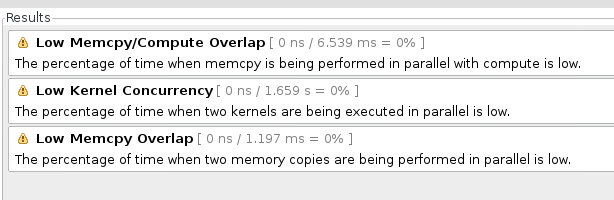 Results
Low Memcpy/Compute Overlap [ 0 ns / 6.539 ms = 0% ]
The percentage of time when memcpy is being performed in parallel with compute is low.
Low Kernel Concurrency [ 0 ns / 1.659 s = 0% ]
The percentage of time when two kernels are being executed in parallel is low.
Low Memcpy Overlap [ 0 ns / 1.197 ms = 0% ]
The percentage of time when two memory copies are being performed in parallel is low.